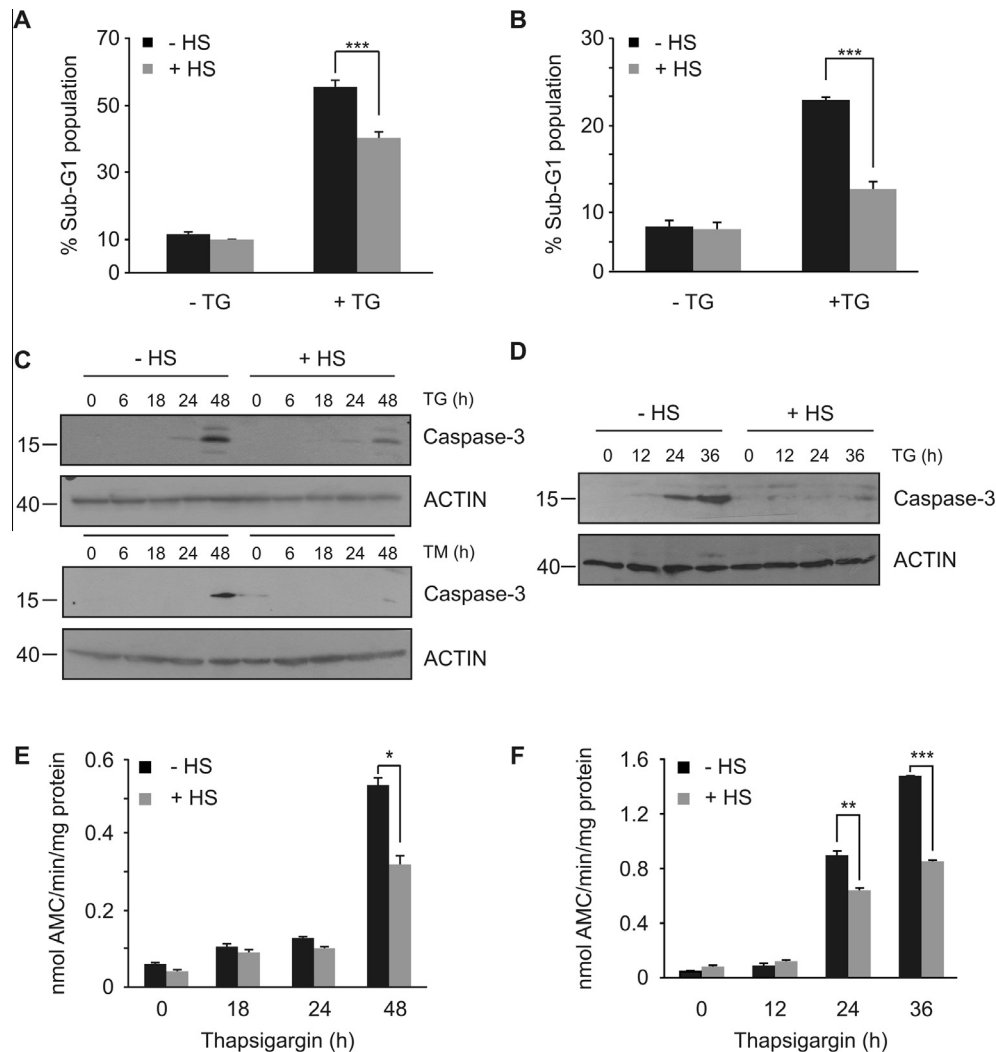 A
% Sub-G1 population
70
50
30
10
0
- HS
+ HS
***
- TG
+ TG
B
% Sub-G1 population
30
20
10
0
- HS
+ HS
***
- TG
+TG
C
- HS + HS
0 6 18 24 48 0 6 18 24 48 TG (h)
15
Caspase-3
40
ACTIN
0 6 18 24 48 0 6 18 24 48 TM (h)
15
Caspase-3
40
ACTIN
D
- HS + HS
0 12 24 36 0 12 24 36 TG (h)
15
Caspase-3
40
ACTIN
E
nmol AMC/min/mg protein
0.6
0.4
0.2
0
- HS
+ HS
*
0 18 24 48
Thapsigargin (h)
F
nmol AMC/min/mg protein
1.6
1.2
0.8
0.4
0
- HS
+ HS
**
***
0 12 24 36
Thapsigargin (h)